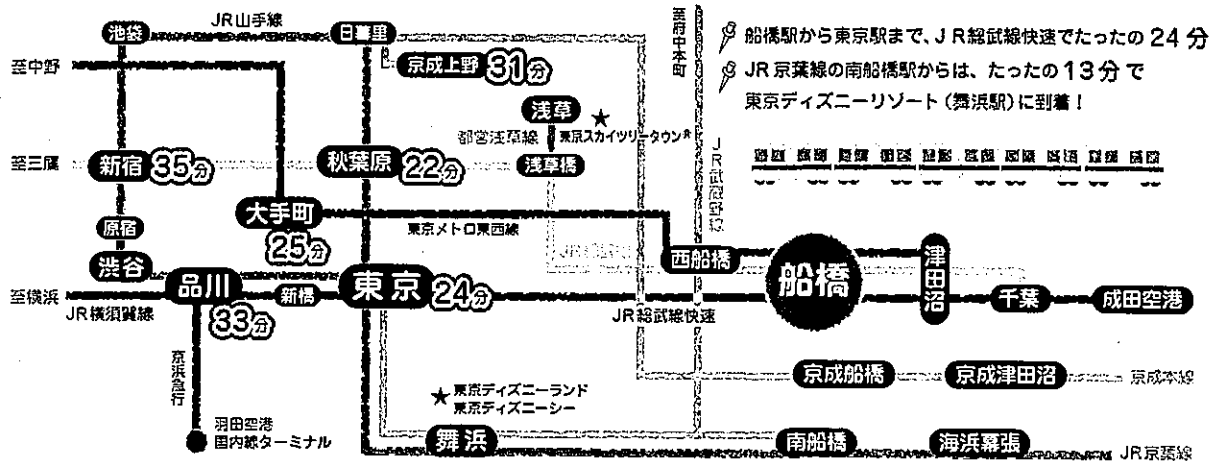 JR山手線
池袋
日暮里
至府中本町
船橋駅から東京駅まで、JR総武線快速でたったの24分
至中野
京成上野 31分
JR京葉線の南船橋駅からは、たったの13分で
東京ディズニーリゾート(舞浜駅)に到着!
浅草
都営浅草線
東京スカイツリータウン®
至三鷹
新宿 35分
秋葉原 22分
浅草橋
JR武蔵野線
原宿
大手町
25分
東京メトロ東西線
渋谷
西船橋
船橋
津田沼
至横浜
品川
33分
新橋
東京 24分
千葉
成田空港
JR横須賀線
JR総武線快速
京浜急行
京成船橋
京成津田沼
京成本線
東京ディズニーランド
東京ディズニーシー
羽田空港
国内線ターミナル
舞浜
南船橋
海浜幕張
JR京葉線